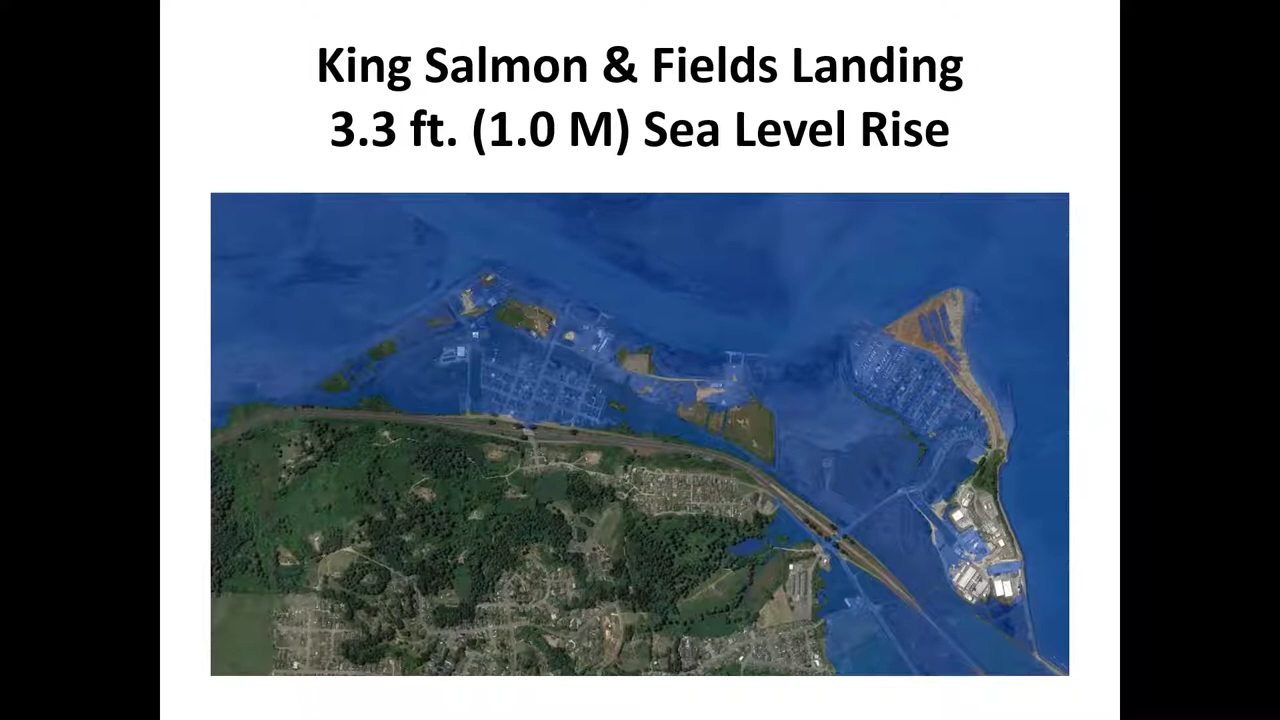 King Salmon & Fields Landing
3.3 ft. (1.0 M) Sea Level Rise